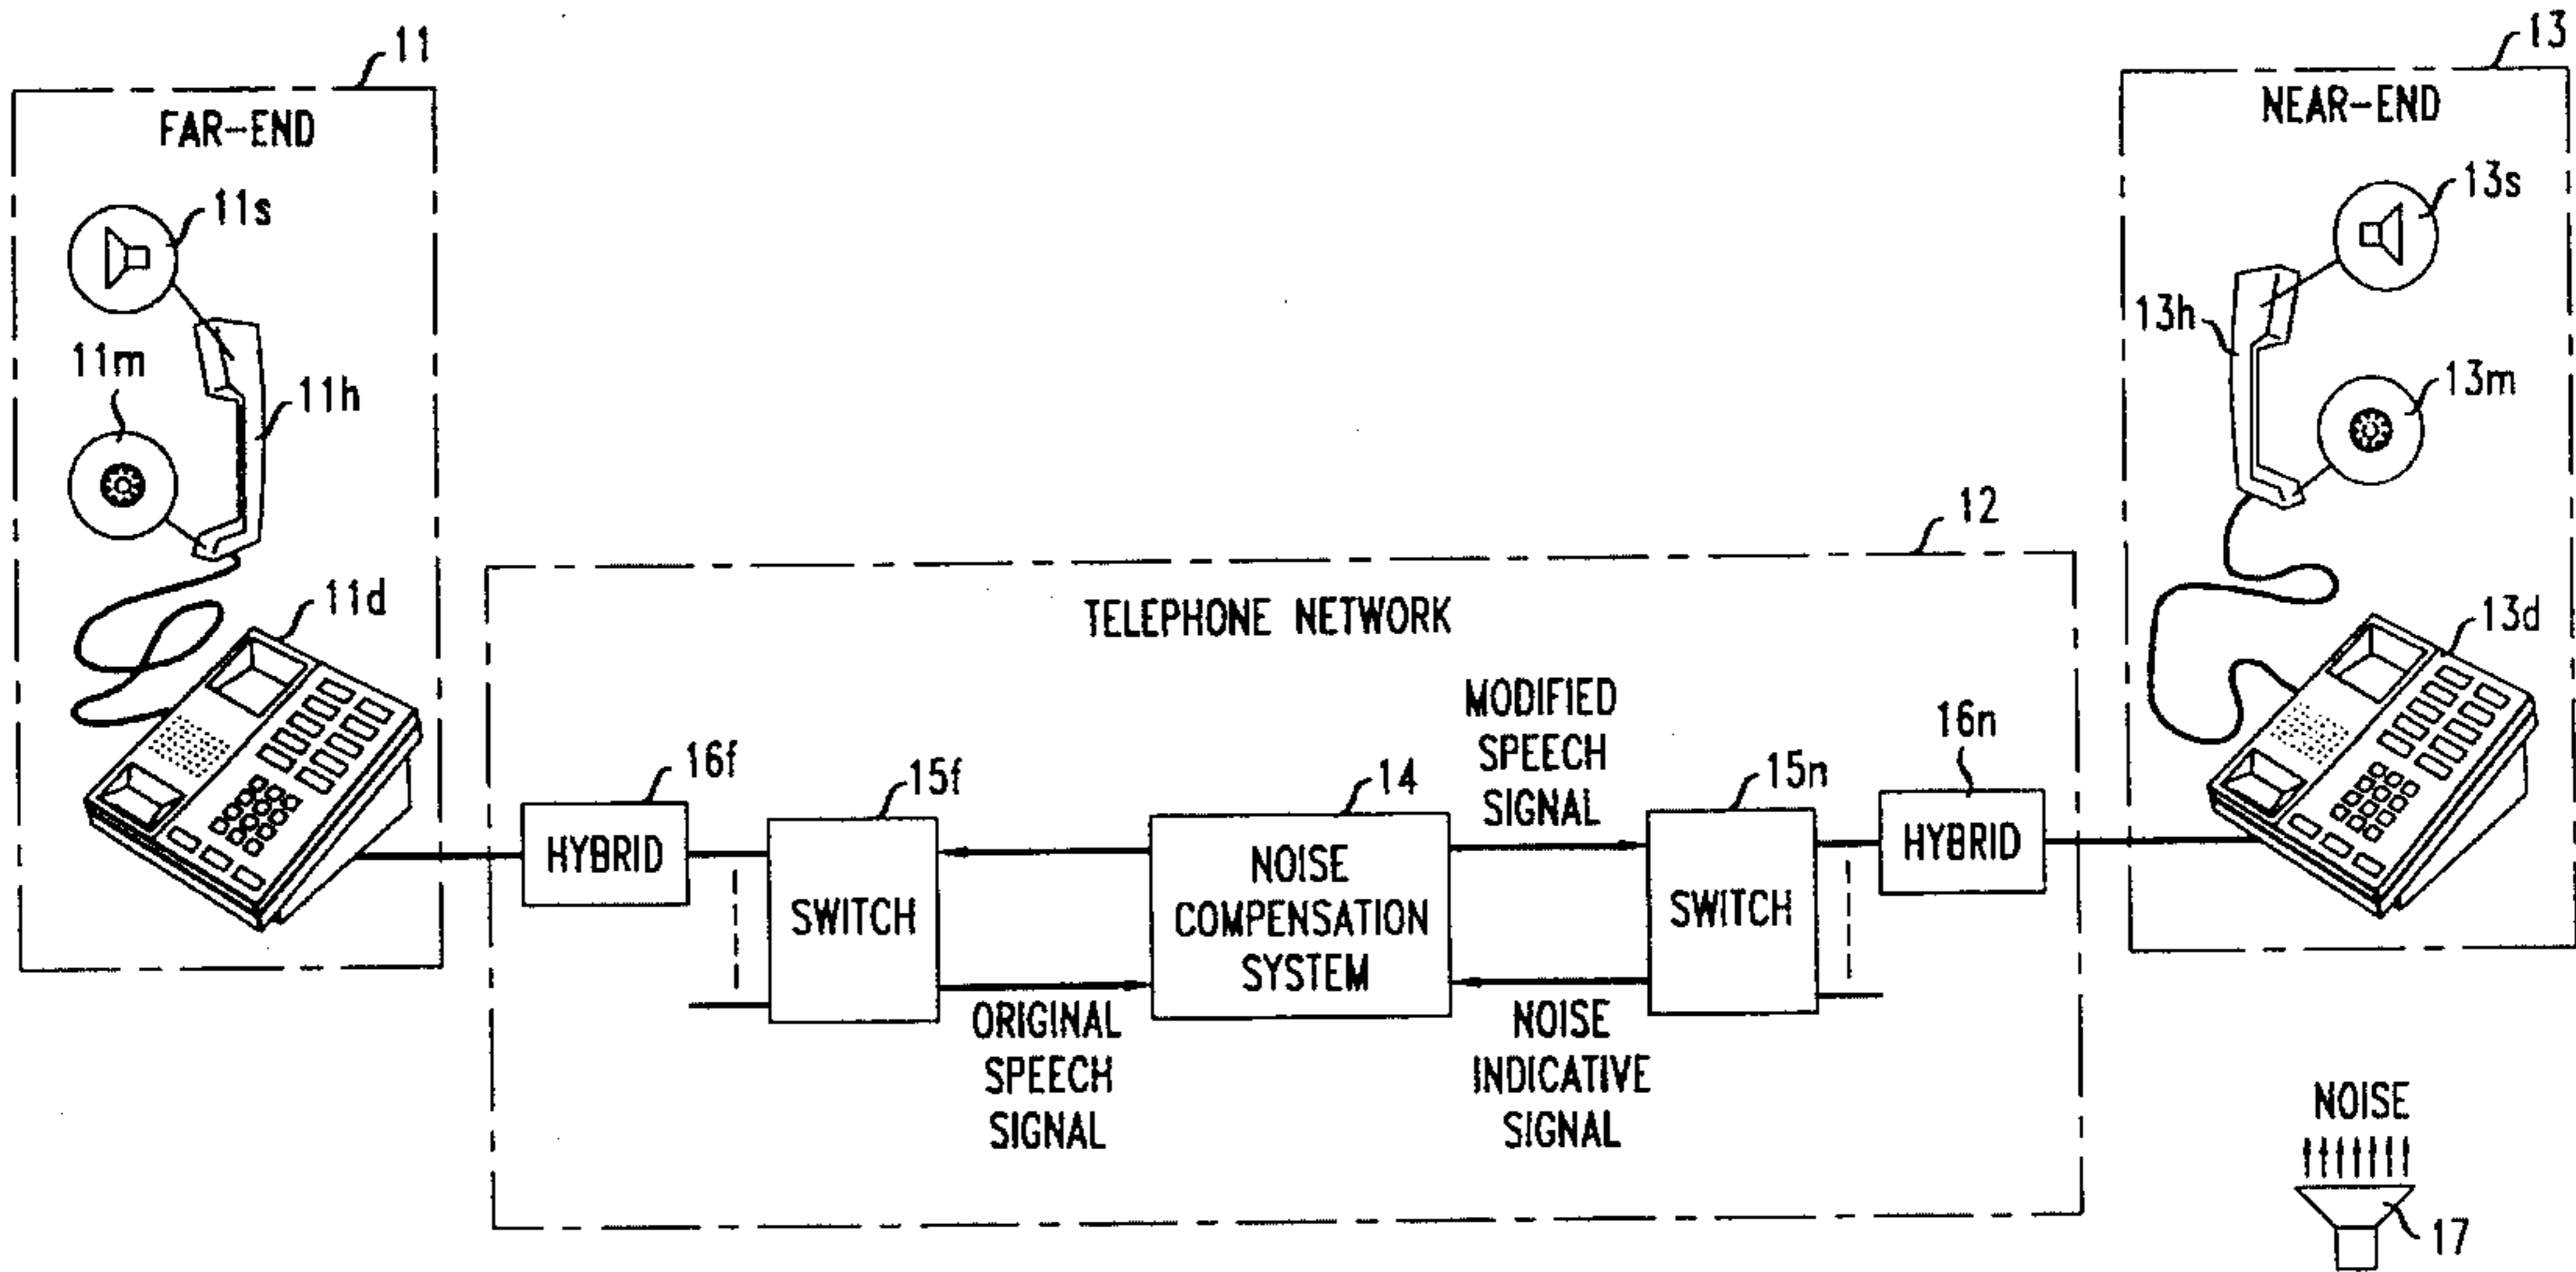 11
FAR-END
11s
11m
11h
11d
12
TELEPHONE NETWORK
16f
HYBRID
15f
SWITCH
ORIGINAL
SPEECH
SIGNAL
14
NOISE
COMPENSATION
SYSTEM
MODIFIED
SPEECH
SIGNAL
NOISE
INDICATIVE
SIGNAL
15n
SWITCH
16n
HYBRID
13
NEAR-END
13s
13h
13m
13d
NOISE
17